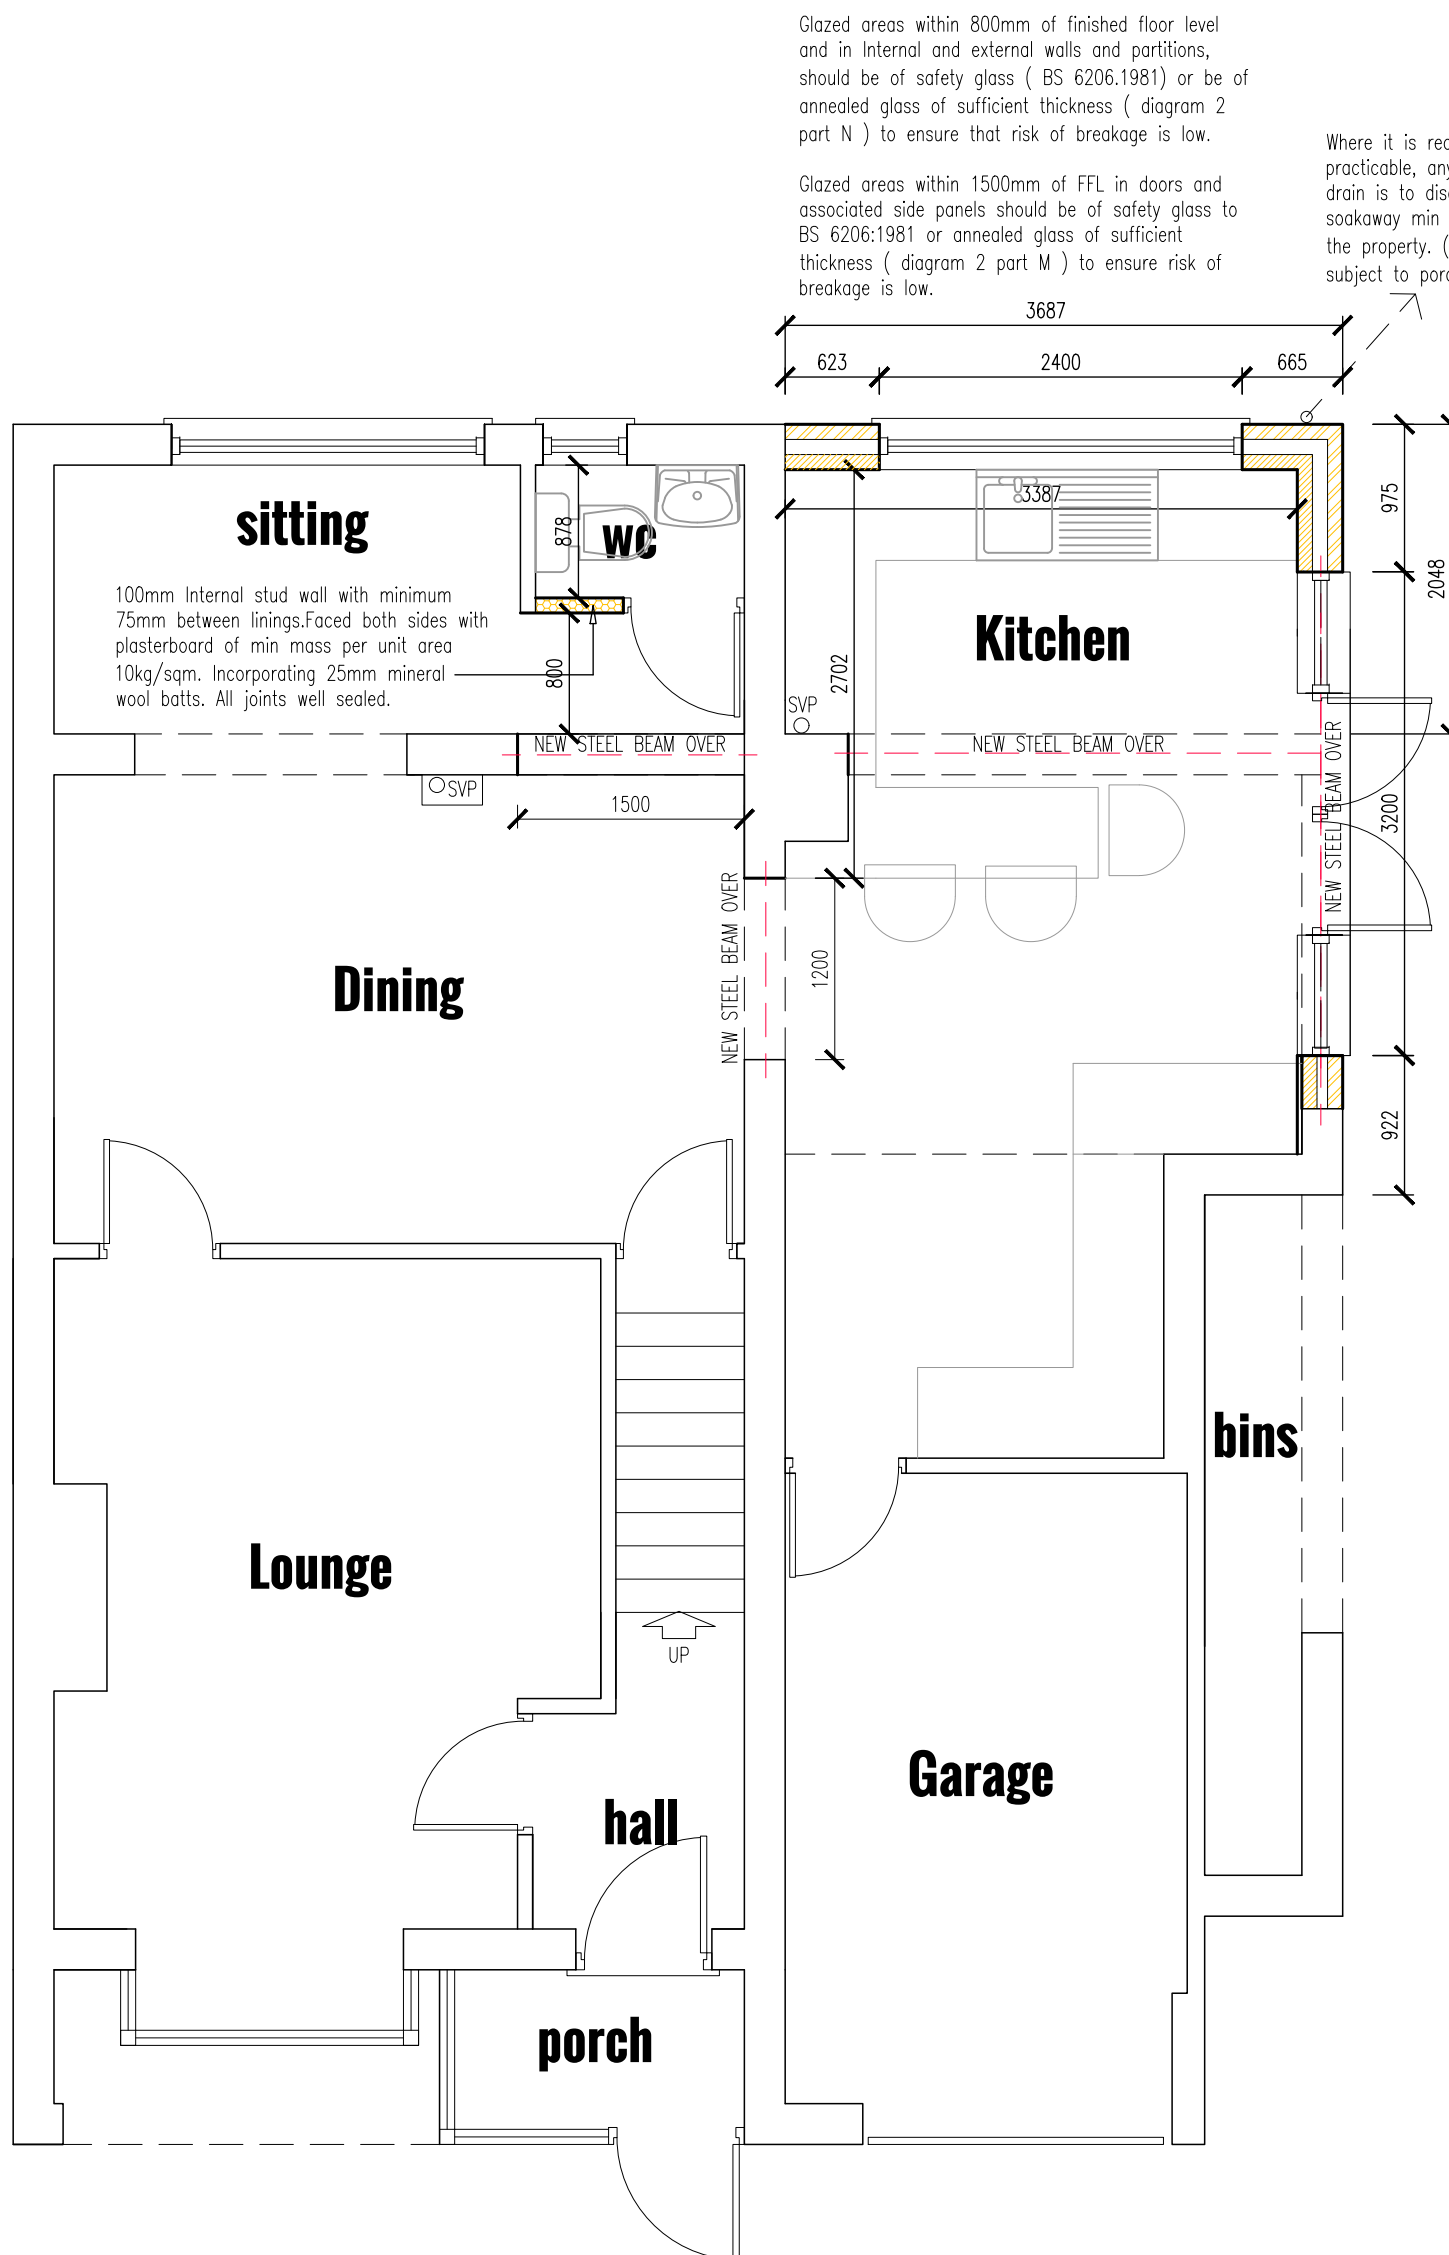 Glazed areas within 800mm of finished floor level
and in Internal and external walls and partitions,
should be of safety glass ( BS 6206.1981) or be of
annealed glass of sufficient thickness ( diagram 2
part N ) to ensure that risk of breakage is low.
Glazed areas within 1500mm of FFL in doors and
associated side panels should be of safety glass to
BS 6206:1981 or annealed glass of sufficient
thickness ( diagram 2 part M ) to ensure risk of
breakage is low.
Where it is
practicable,
drain is to
soakaway min
the property. (
subject to
3687
623
2400
665
sitting
878
wc
3387
975
2048
100mm Internal stud wall with minimum
75mm between linings.Faced both sides with
plasterboard of min mass per unit area
10kg/sqm. Incorporating 25mm mineral
wool batts. All joints well sealed.
800
Kitchen
2702
SVP
NEW STEEL BEAM OVER
NEW STEEL BEAM OVER
NEW STEEL BEAM OVER
SVP
1500
3200
NEW STEEL BEAM OVER
1200
Dining
922
bins
Lounge
UP
Garage
hall
porch